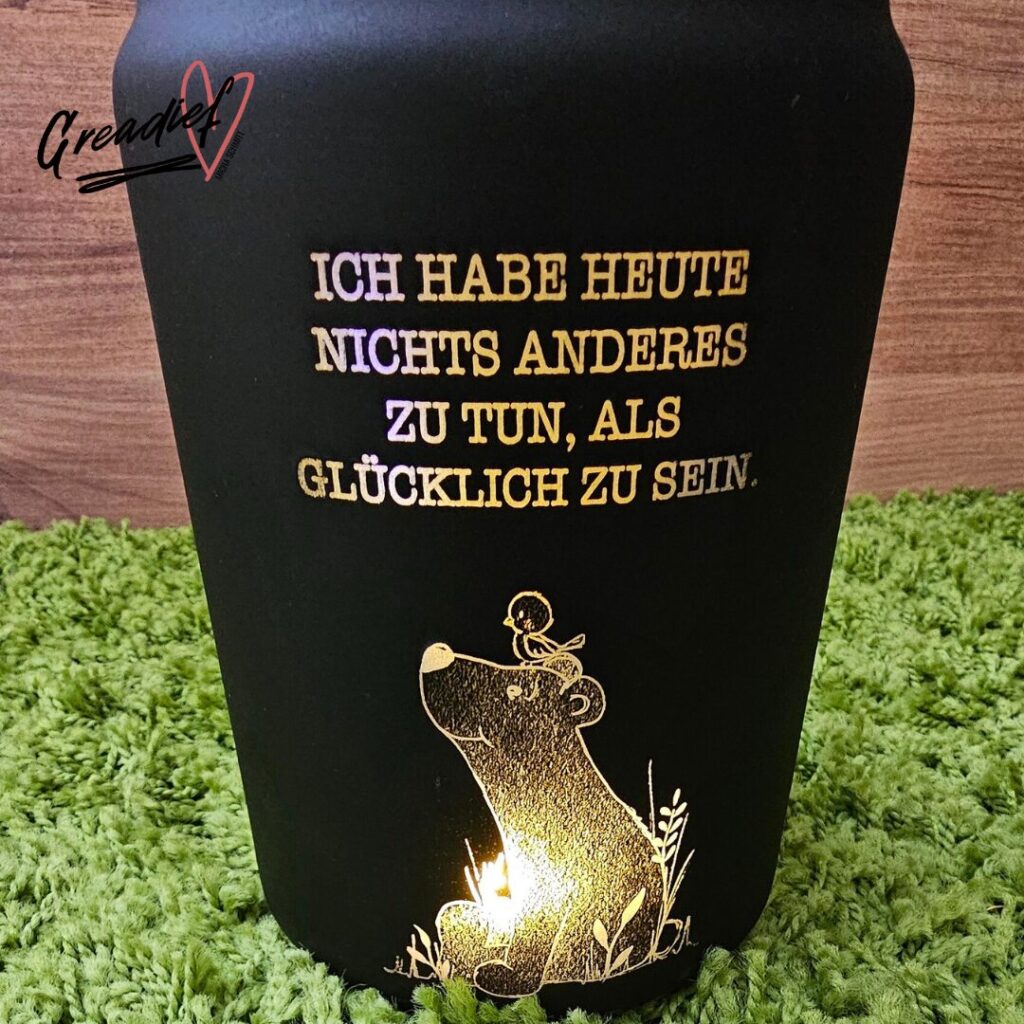 Greadief
ICH HABE HEUTE
NICHTS ANDERES
ZU TUN, ALS
GLÜCKLICH ZU SEIN.